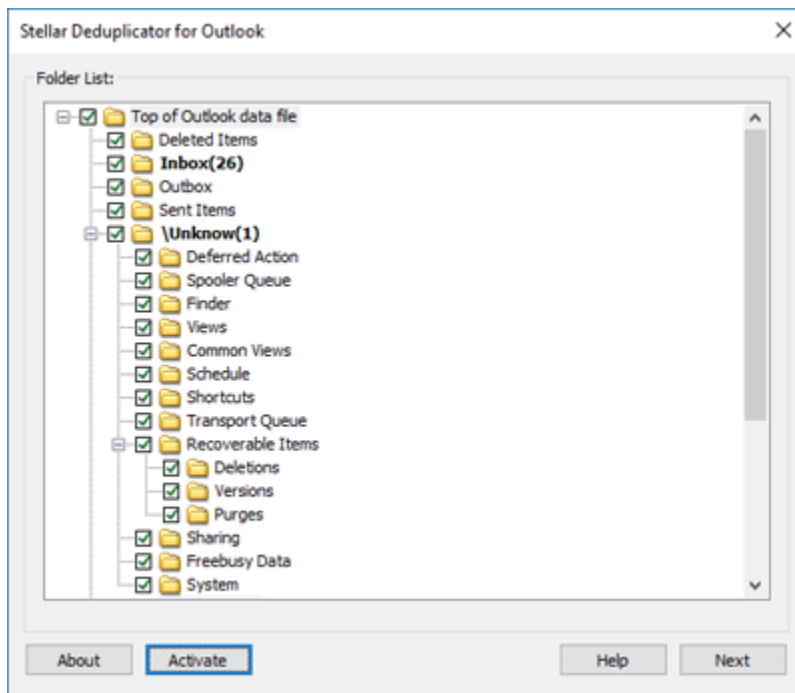 Stellar Deduplicator for Outlook
Folder List:
Top of Outlook data file
Deleted Items
Inbox(26)
Outbox
Sent Items
\Unknow(1)
Deferred Action
Spooler Queue
Finder
Views
Common Views
Schedule
Shortcuts
Transport Queue
Recoverable Items
Deletions
Versions
Purges
Sharing
Freebusy Data
System
About Activate Help Next